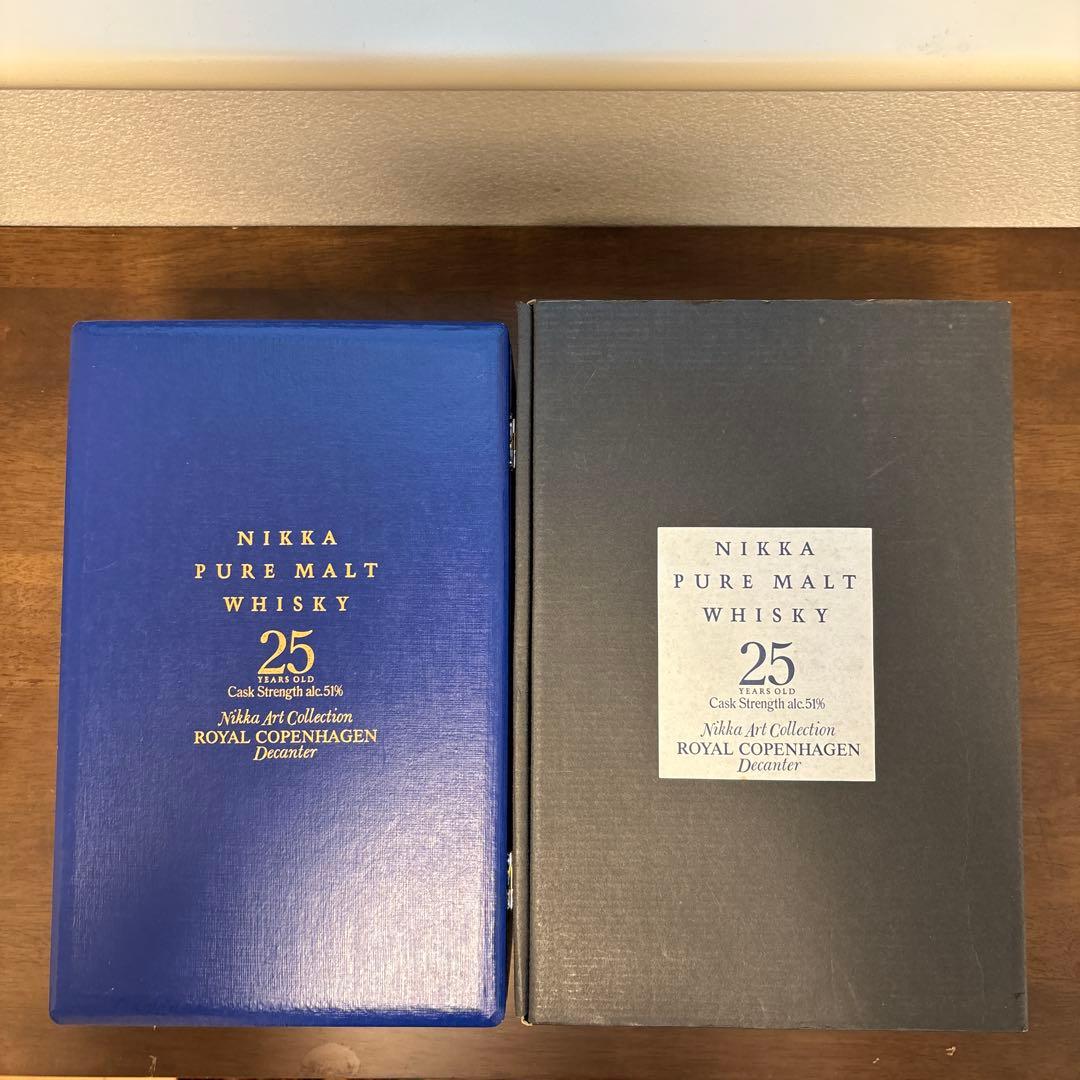 NIKKA
PURE MALT
WHISKY
25
YEARS OLD
Cask Strength alc.51%
Nikka Art Collection
ROYAL COPENHAGEN
Decanter
NIKKA
PURE MALT
WHISKY
25
YEARS OLD
Cask Strength alc.51%
Nikka Art Collection
ROYAL COPENHAGEN
Decanter